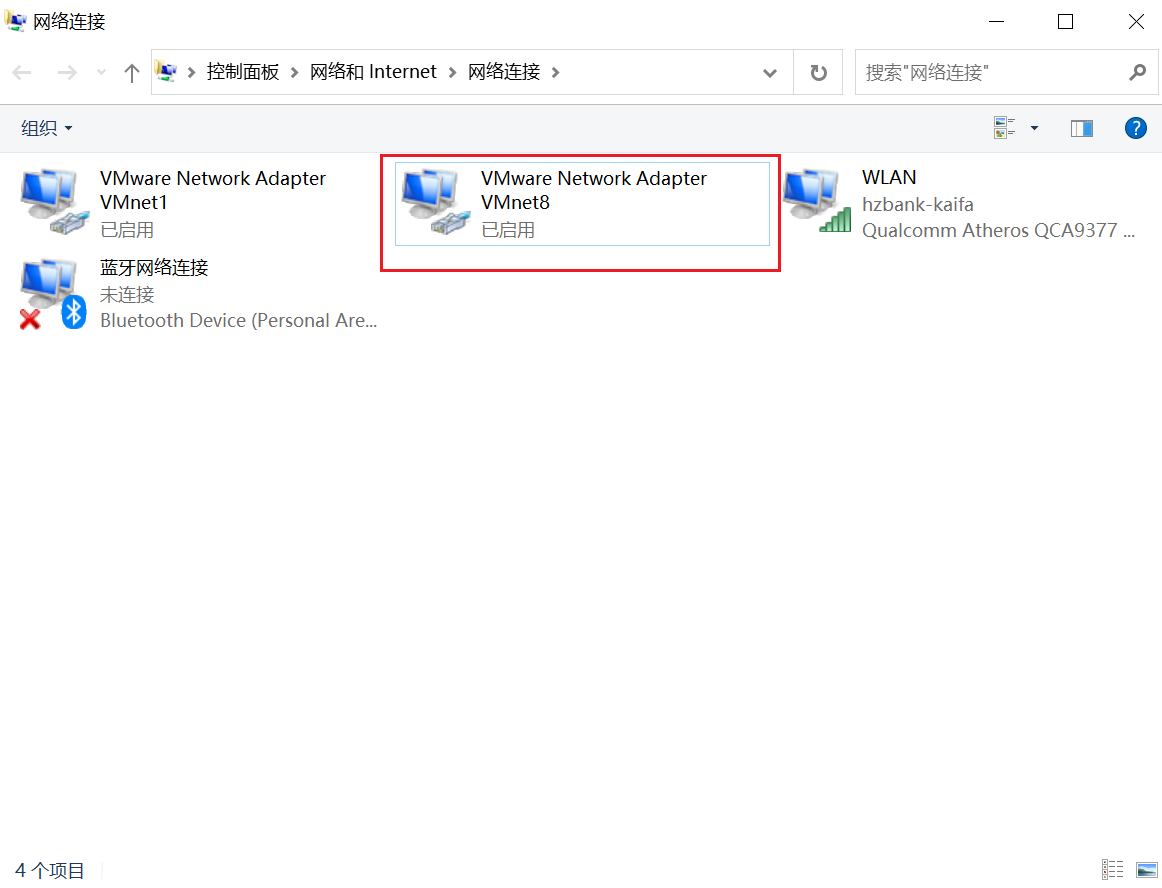 网络连接
控制面板 网络和 Internet 网络连接
搜索"网络连接"
组织
VMware Network Adapter
VMnet1
已启用
VMware Network Adapter
VMnet8
已启用
WLAN
hzbank-kaifa
Qualcomm Atheros QCA9377 ...
蓝牙网络连接
未连接
Bluetooth Device (Personal Are...
4 个项目